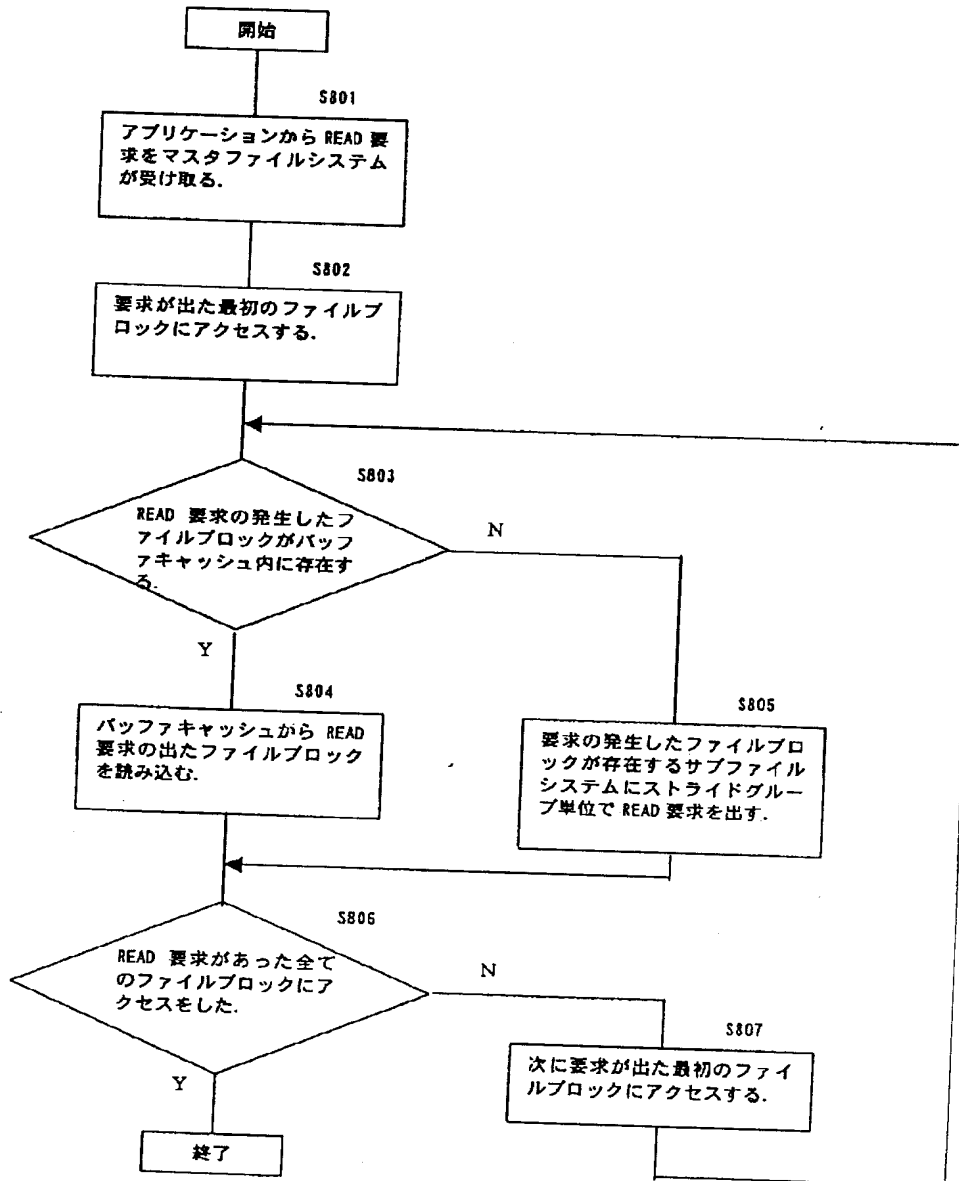 開始
S801
アプリケーションから READ 要
求をマスタファイルシステム
が受け取る.
S802
要求が出た最初のファイルブ
ロックにアクセスする.
S803
READ 要求の発生したフ
ァイルブロックがバッフ
ァキャッシュ内に存在す
る.
N
Y
S804
バッファキャッシュから READ
要求の出たファイルブロック
を読み込む.
S805
要求の発生したファイルブロ
ックが存在するサブファイル
システムにストライドグルー
プ単位で READ 要求を出す.
S806
READ 要求があった全て
のファイルブロックにア
クセスをした.
N
Y
S807
次に要求が出た最初のファイ
ルブロックにアクセスする.
終了